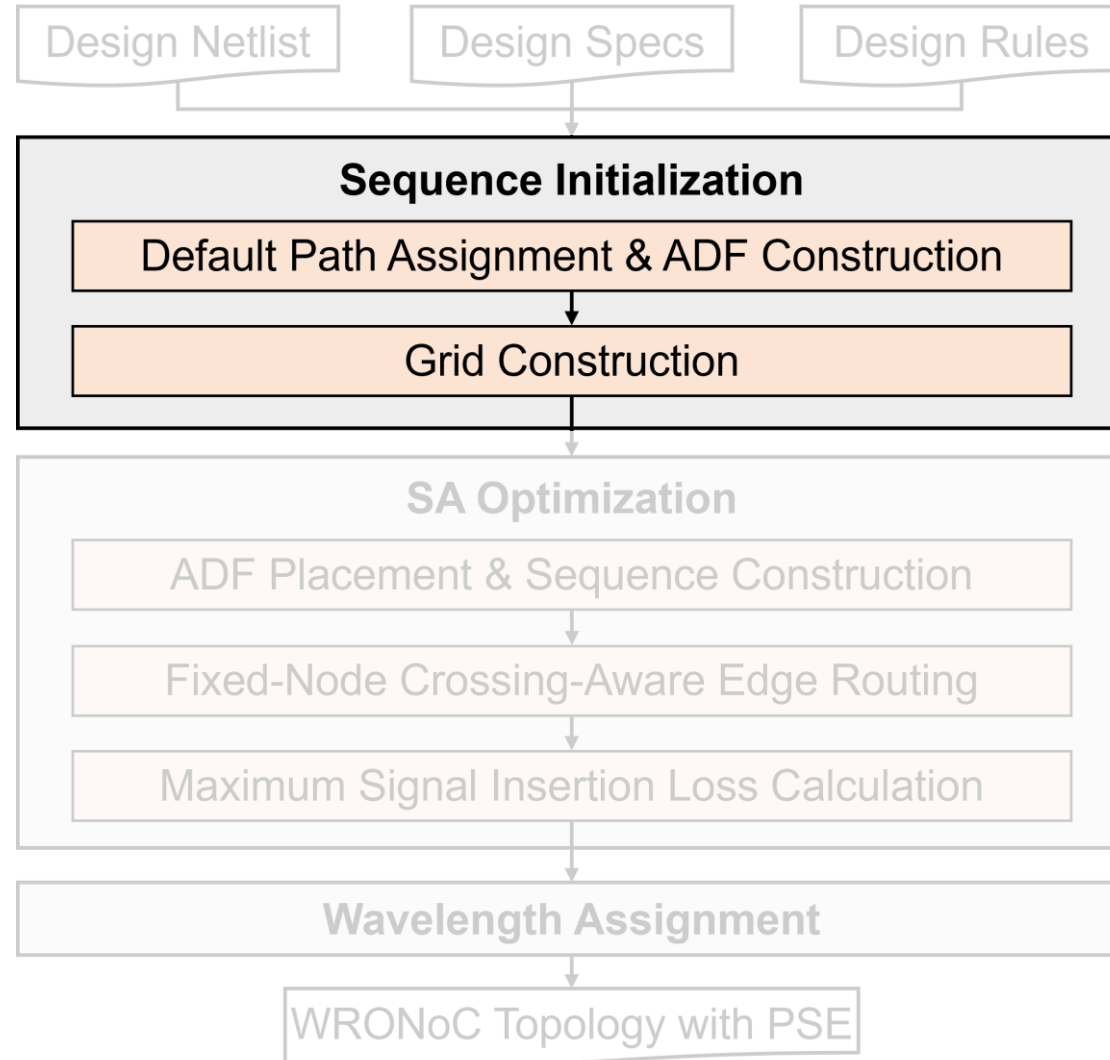 Design Netlist
Design Specs
Design Rules
Sequence Initialization
Default Path Assignment & ADF Construction
Grid Construction
SA Optimization
ADF Placement & Sequence Construction
Fixed-Node Crossing-Aware Edge Routing
Maximum Signal Insertion Loss Calculation
Wavelength Assignment
WRONoC Topology with PSE